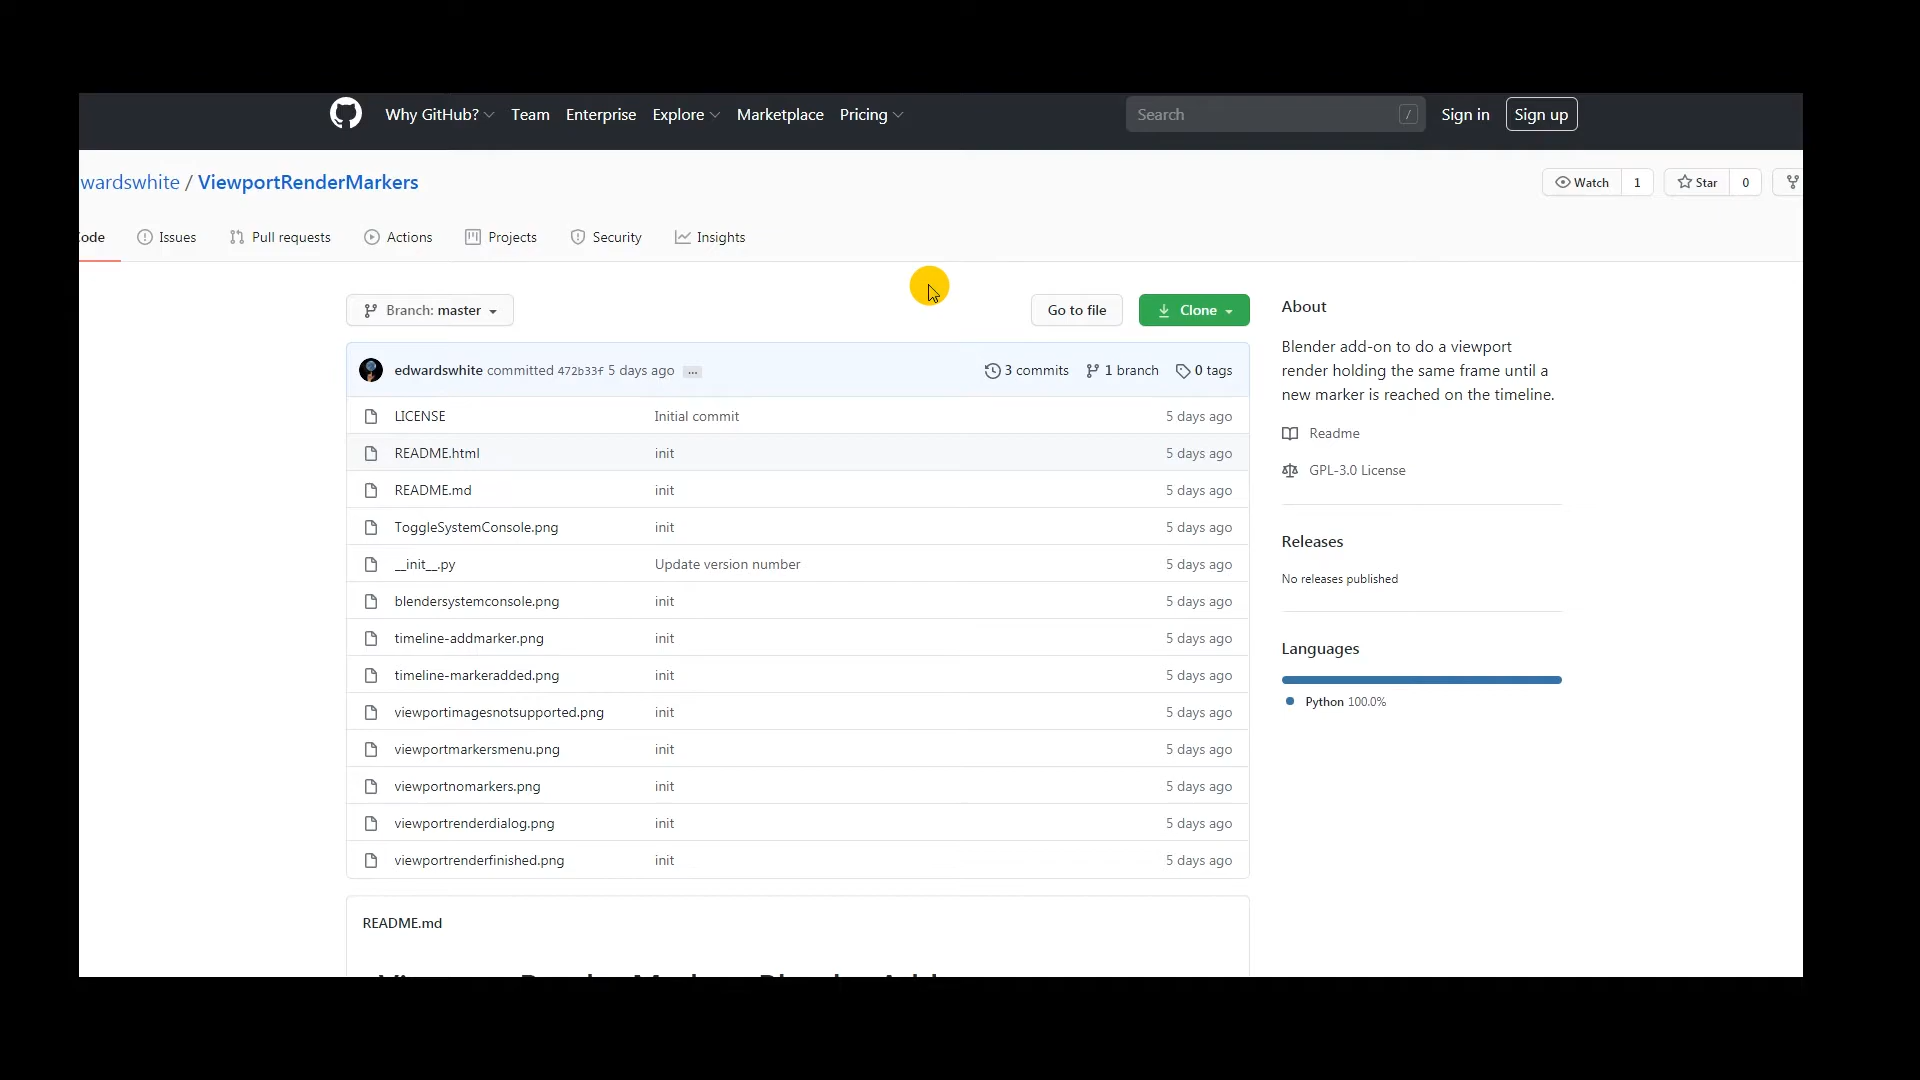 Why GitHub? Team Enterprise Explore Marketplace Pricing Search / Sign in Sign up
wardswhite / ViewportRenderMarkers Watch 1 Star 0
ode Issues Pull requests Actions Projects Security Insights
Branch: master Go to file Clone
edwardswhite committed 472b33f 5 days ago ... 3 commits 1 branch 0 tags
LICENSE Initial commit 5 days ago
README.html init 5 days ago
README.md init 5 days ago
ToggleSystemConsole.png init 5 days ago
__init__.py Update version number 5 days ago
blendersystemconsole.png init 5 days ago
timeline-addmarker.png init 5 days ago
timeline-markeradded.png init 5 days ago
viewportimagesnotsupported.png init 5 days ago
viewportmarkersmenu.png init 5 days ago
viewportnomarkers.png init 5 days ago
viewportrenderdialog.png init 5 days ago
viewportrenderfinished.png init 5 days ago
README.md
About
Blender add-on to do a viewport
render holding the same frame until a
new marker is reached on the timeline.
Readme
GPL-3.0 License
Releases
No releases published
Languages
Python 100.0%